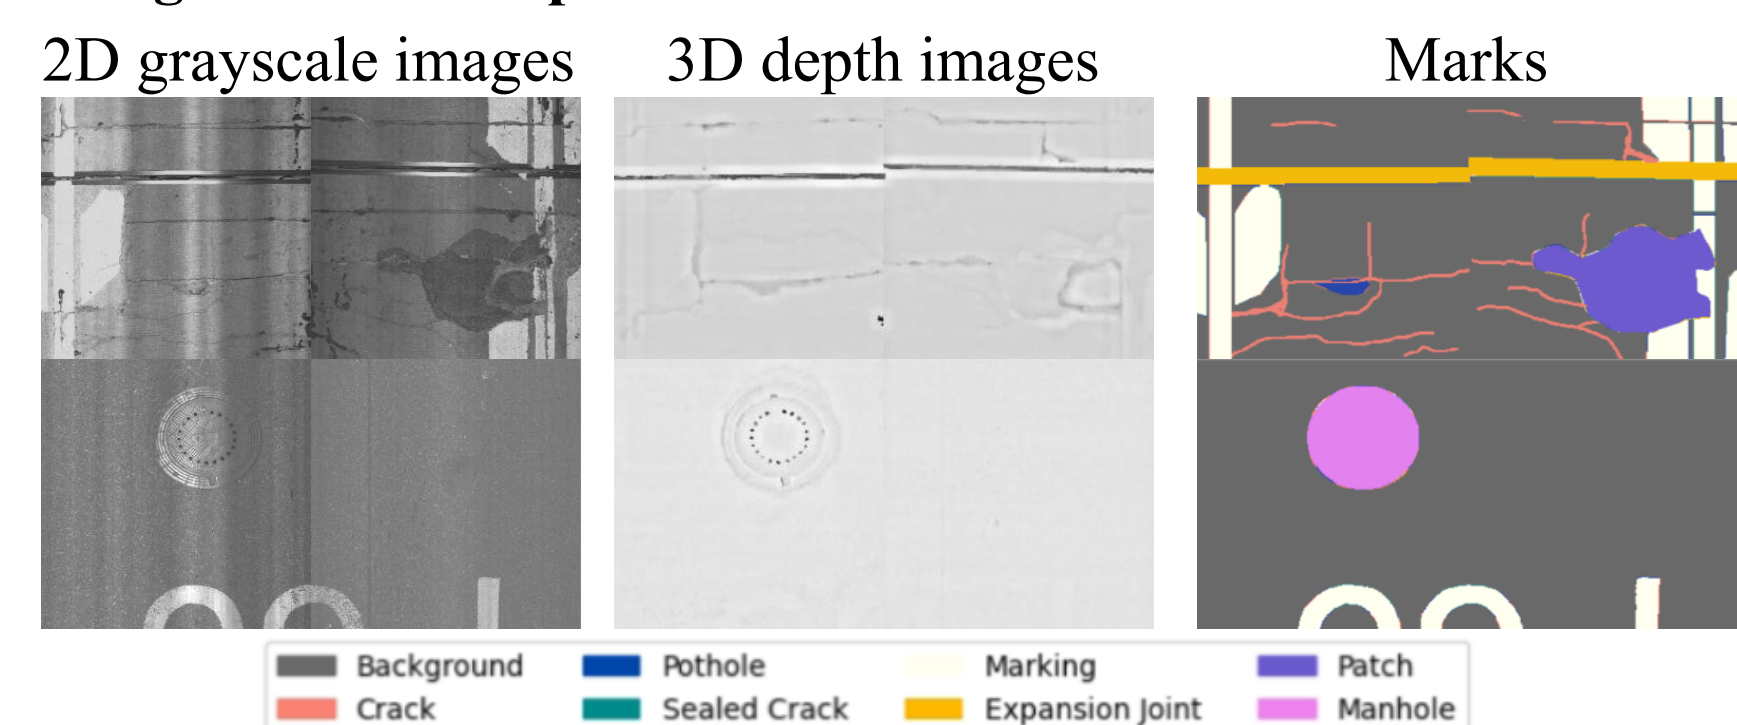 2D grayscale images 3D depth images Marks
Background Pothole Marking Patch
Crack Sealed Crack Expansion Joint Manhole